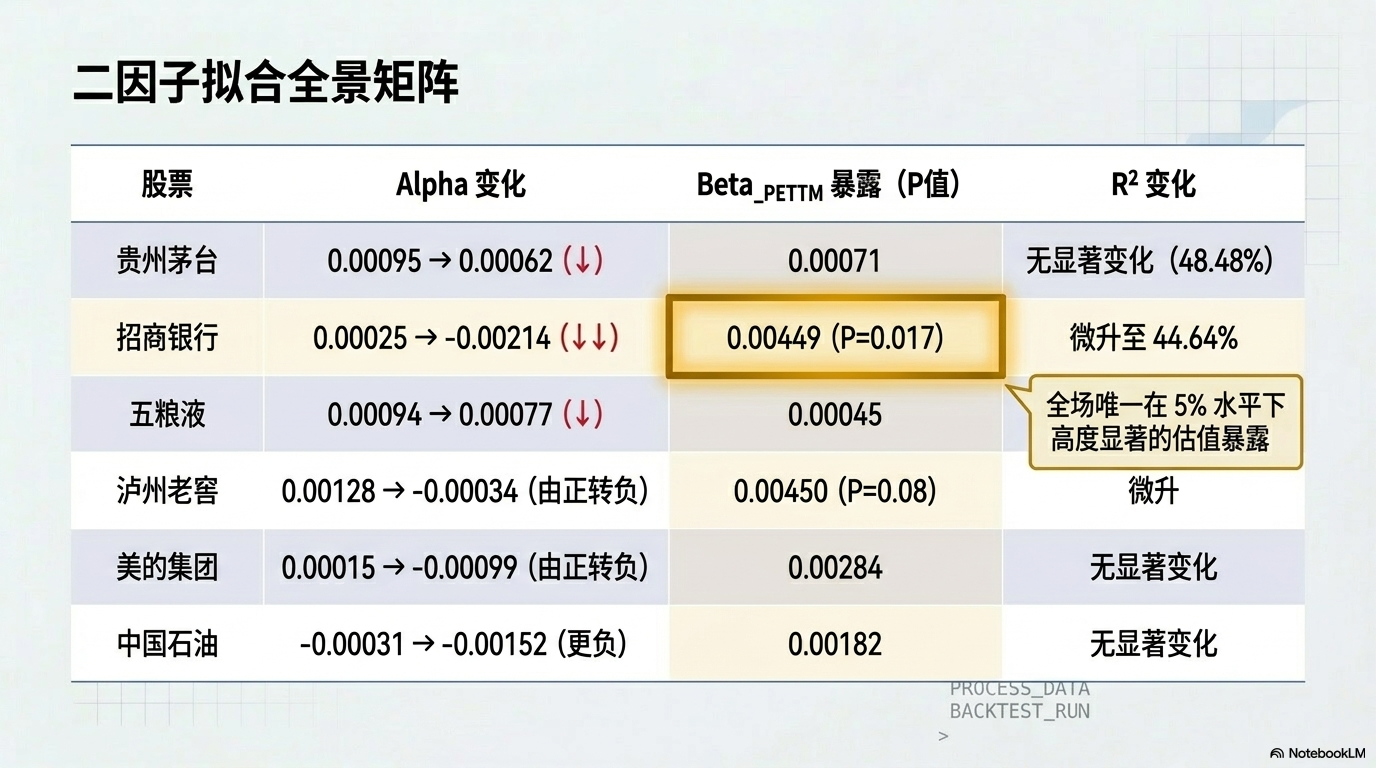 二因子拟合全景矩阵
股票 Alpha 变化 Beta_PETTM 暴露（P值） R² 变化
贵州茅台 0.00095 → 0.00062 (↓) 0.00071 无显著变化（48.48%）
招商银行 0.00025 → -0.00214 (↓↓) 0.00449 (P=0.017) 微升至 44.64%
五粮液 0.00094 → 0.00077 (↓) 0.00045
全场唯一在 5% 水平下
高度显著的估值暴露
泸州老窖 0.00128 → -0.00034 (由正转负) 0.00450 (P=0.08) 微升
美的集团 0.00015 → -0.00099 (由正转负) 0.00284 无显著变化
中国石油 -0.00031 → -0.00152 (更负) 0.00182 无显著变化
PROCESS_DATA
BACKTEST_RUN
>
NotebookLM